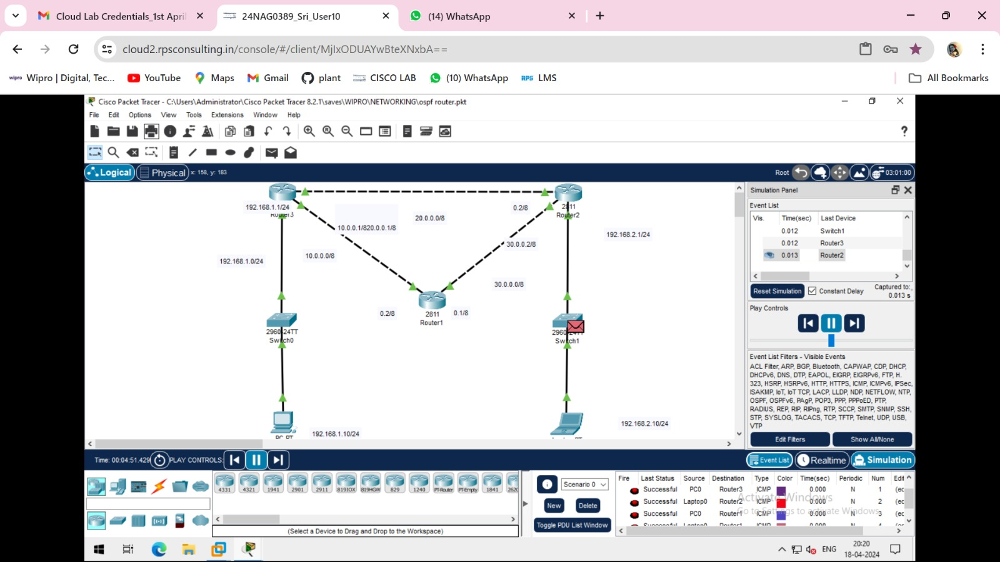 Cloud Lab Credentials_1st April
24NAG0389_Sri_User10
(14) WhatsApp
cloud2.rpsconsulting.in/console/#/client/MjIxODUAYwBteXNxbA==
wipro Wipro | Digital, Tec... YouTube Maps Gmail plant CISCO LAB (10) WhatsApp RPS LMS All Bookmarks
Cisco Packet Tracer - C:\Users\Administrator\Cisco Packet Tracer 8.2.1\saves\WIPRO\NETWORKING\ospf router.pkt
File Edit Options View Tools Extensions Window Help
Logical Physical x: 158, y: 183 Root 03:01:00
192.168.1.1/24
Router3
10.0.0.1/820.0.0.1/8
20.0.0.0/8
0.2/8
2811
Router2
192.168.2.1/24
192.168.1.0/24
10.0.0.0/8
30.0.0.2/8
30.0.0.0/8
0.2/8
2811
Router1
0.1/8
2960-24TT
Switch0
2960-24TT
Switch1
PC-PT
192.168.1.10/24
192.168.2.10/24
Simulation Panel
Event List
Vis. Time(sec) Last Device
0.012 Switch1
0.012 Router3
0.013 Router2
Reset Simulation Constant Delay Captured to:
0.013 s
Play Controls
Event List Filters - Visible Events
ACL Filter, ARP, BGP, Bluetooth, CAPWAP, CDP, DHCP,
DHCPv6, DNS, DTP, EAPOL, EIGRP, EIGRPv6, FTP, H.
323, HSRP, HSRPv6, HTTP, HTTPS, ICMP, ICMPv6, IPSec,
ISAKMP, IoT, IoT TCP, LACP, LLDP, NDP, NETFLOW, NTP,
OSPF, OSPFv6, PAgP, POP3, PPP, PPPoED, PTP,
RADIUS, REP, RIP, RIPng, RTP, SCCP, SMTP, SNMP, SSH,
STP, SYSLOG, TACACS, TCP, TFTP, Telnet, UDP, USB,
VTP
Edit Filters Show All/None
Time: 00:04:51.429 PLAY CONTROLS: Event List Realtime Simulation
4331 4321 1941 2901 2911 819IOX 819HGW 829 1240 PT-Router PT-Empty 1841 262
(Select a Device to Drag and Drop to the Workspace)
Scenario 0
New Delete
Toggle PDU List Window
Fire Last Status Source Destination Type Color Time(sec) Periodic Num Edit
Successful PC0 Router3 ICMP 0.000 N 1 (ec
Successful Laptop0 Router2 ICMP 0.000 N 2 (ec
Successful PC0 Router1 ICMP 0.000 N 3 (ec
Successful Laptop0 Router1 ICMP 0.000 N 4 (ec
Activate Windows
Go to Settings to activate Windows.
ENG
20:20
18-04-2024